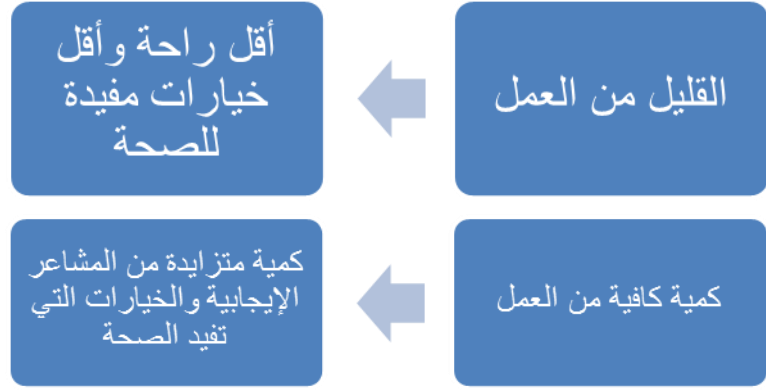 القليل من العمل
أقل راحة وأقل
خيارات مفيدة
للصحة
كمية كافية من العمل
كمية متزايدة من المشاعر
الإيجابية والخيارات التي
تفيد الصحة